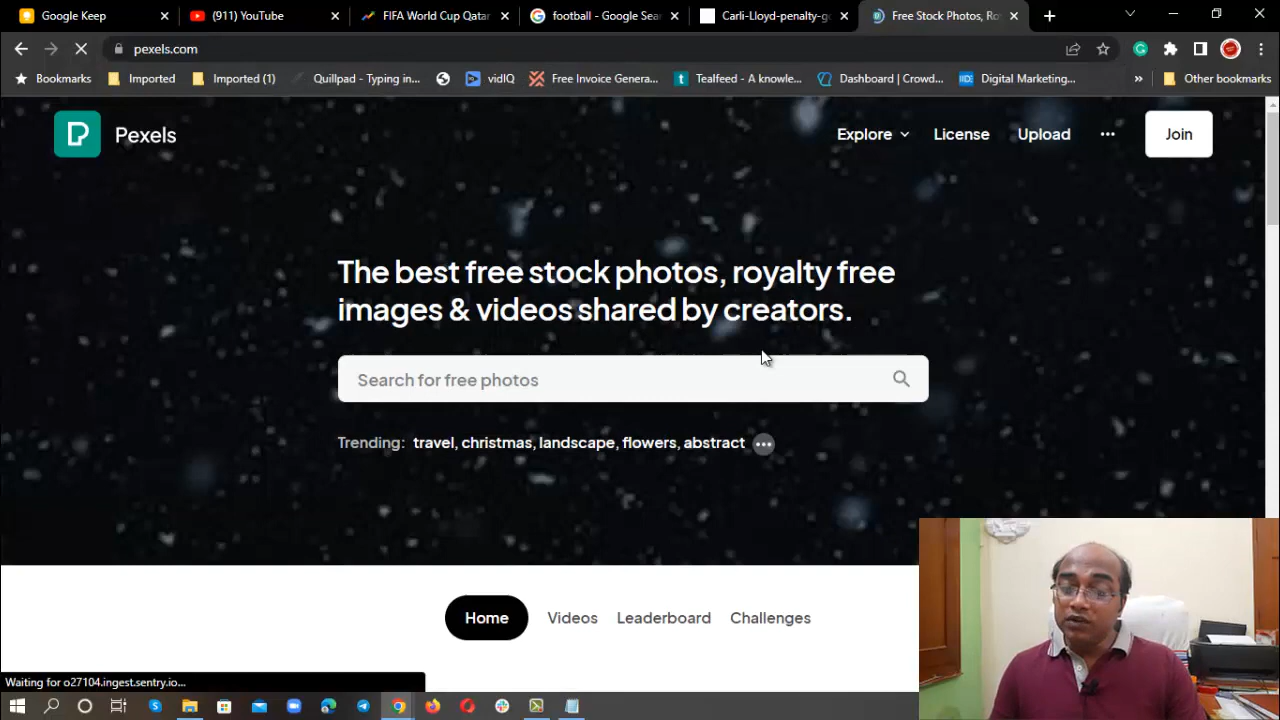 Google Keep
(911) YouTube
FIFA World Cup Qatar
football - Google Sear
Carli-Lloyd-penalty-go
Free Stock Photos, Ro
pexels.com
Bookmarks
Imported
Imported (1)
Quillpad - Typing in...
vidIQ
Free Invoice Genera...
Tealfeed - A knowle...
Dashboard | Crowd...
Digital Marketing...
»
Other bookmarks
Pexels
Explore
License
Upload
Join
The best free stock photos, royalty free
images & videos shared by creators.
Search for free photos
Trending: travel, christmas, landscape, flowers, abstract
Home
Videos
Leaderboard
Challenges
Waiting for o27104.ingest.sentry.io...